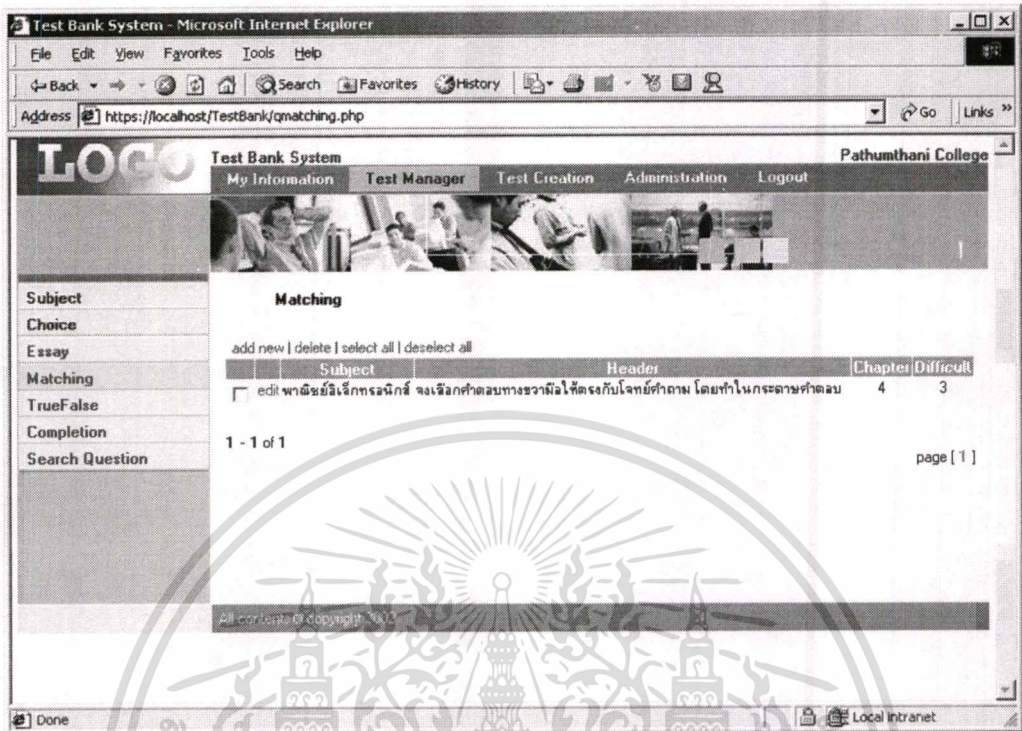 Test Bank System - Microsoft Internet Explorer
File Edit View Favorites Tools Help
Back Search Favorites History
Address https://localhost/TestBank/qmatching.php Go Links »
LOGO Test Bank System Pathumthani College
My Information Test Manager Test Creation Administration Logout
Subject
Choice
Essay
Matching
TrueFalse
Completion
Search Question
Matching
add new | delete | select all | deselect all
Subject Header Chapter Difficult
edit พาณิชย์อิเล็กทรอนิกส์ จงเลือกคำตอบทางขวามือให้ตรงกับโจทย์คำถาม โดยทำในกระดาษคำตอบ 4 3
1 - 1 of 1
page [ 1 ]
All contents © copyright
Done Local intranet